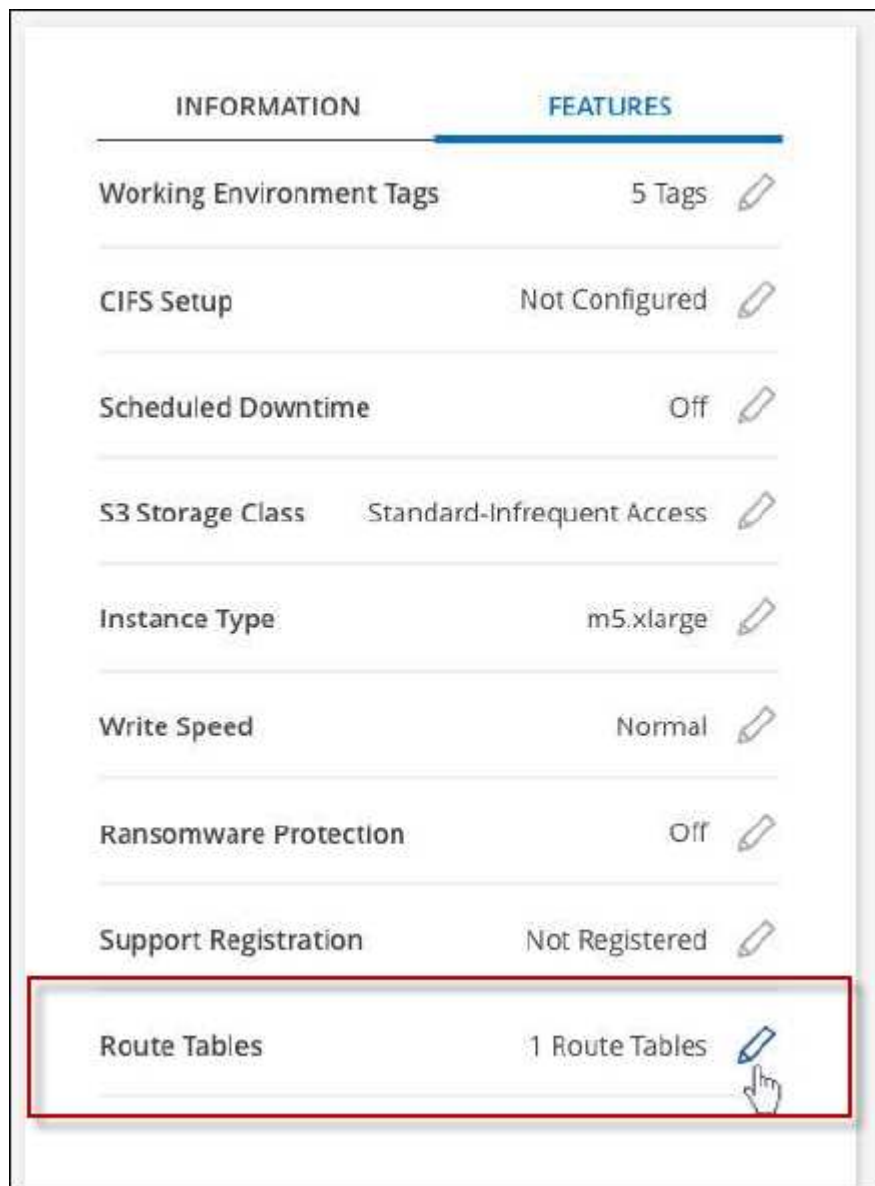 INFORMATION FEATURES
Working Environment Tags 5 Tags
CIFS Setup Not Configured
Scheduled Downtime Off
S3 Storage Class Standard-Infrequent Access
Instance Type m5.xlarge
Write Speed Normal
Ransomware Protection Off
Support Registration Not Registered
Route Tables 1 Route Tables